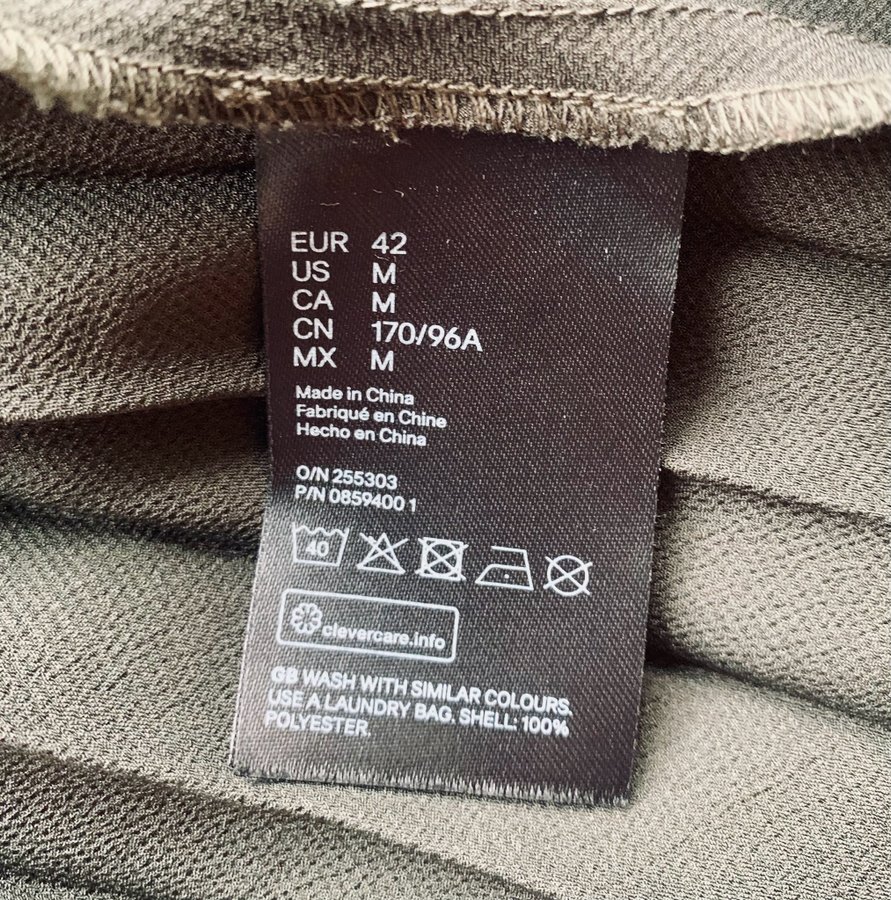 EUR 42
US M
CA M
CN 170/96A
MX M
Made in China
Fabriqué en Chine
Hecho en China
O/N 255303
P/N 0859400 1
40
clevercare.info
GB WASH WITH SIMILAR COLOURS.
USE A LAUNDRY BAG. SHELL: 100%
POLYESTER.